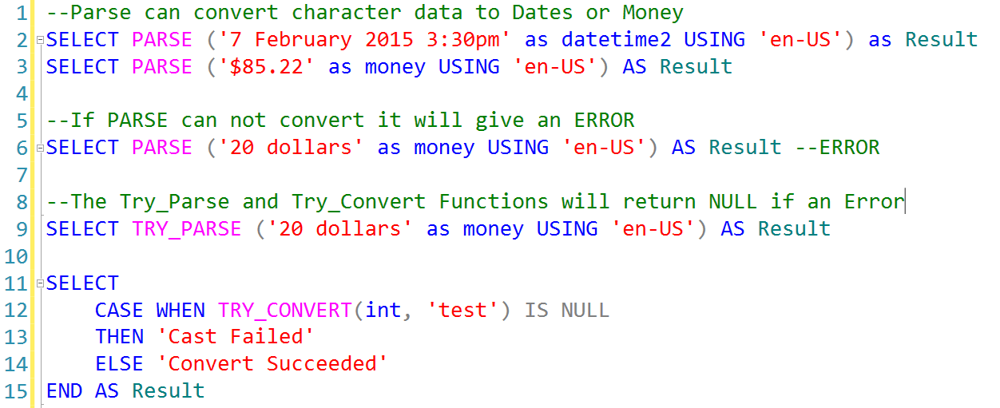 1 --Parse can convert character data to Dates or Money
2 SELECT PARSE ('7 February 2015 3:30pm' as datetime2 USING 'en-US') as Result
3 SELECT PARSE ('$85.22' as money USING 'en-US') AS Result
4
5 --If PARSE can not convert it will give an ERROR
6 SELECT PARSE ('20 dollars' as money USING 'en-US') AS Result --ERROR
7
8 --The Try_Parse and Try_Convert Functions will return NULL if an Error
9 SELECT TRY_PARSE ('20 dollars' as money USING 'en-US') AS Result
10
11 SELECT
12     CASE WHEN TRY_CONVERT(int, 'test') IS NULL
13     THEN 'Cast Failed'
14     ELSE 'Convert Succeeded'
15 END AS Result